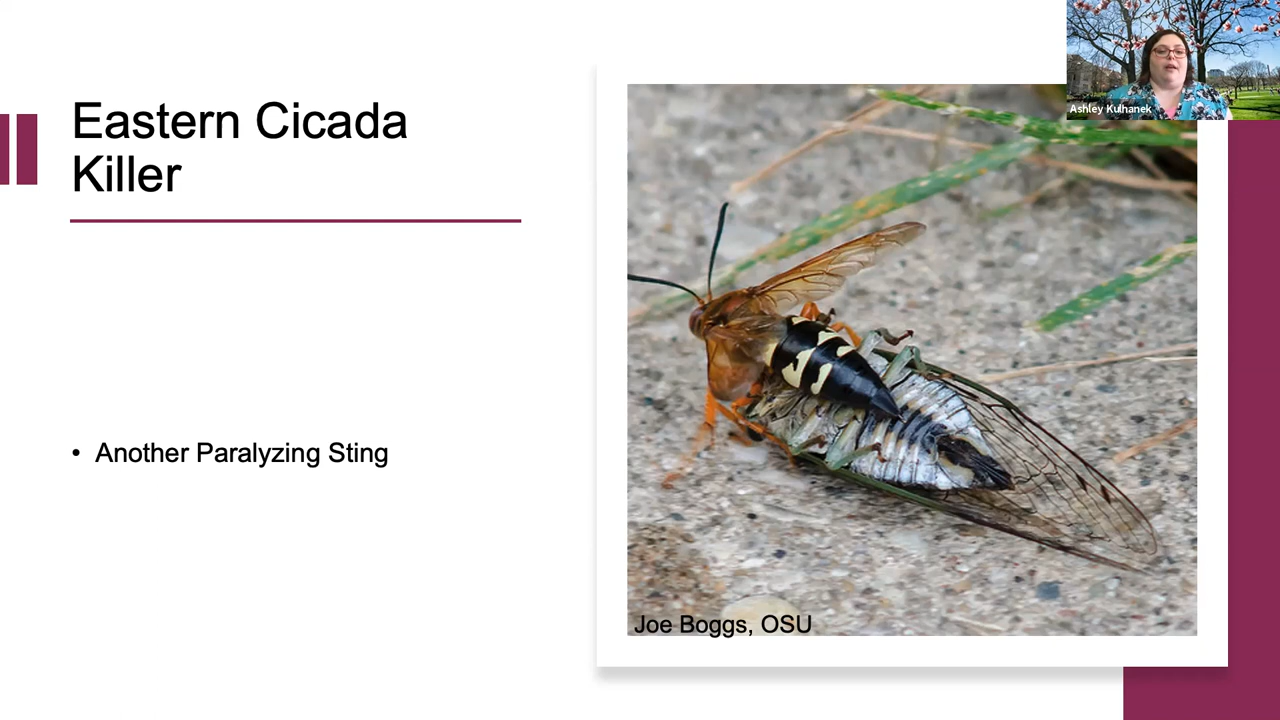 Eastern Cicada
Killer
• Another Paralyzing Sting
Joe Boggs, OSU
Ashley Kulhanek